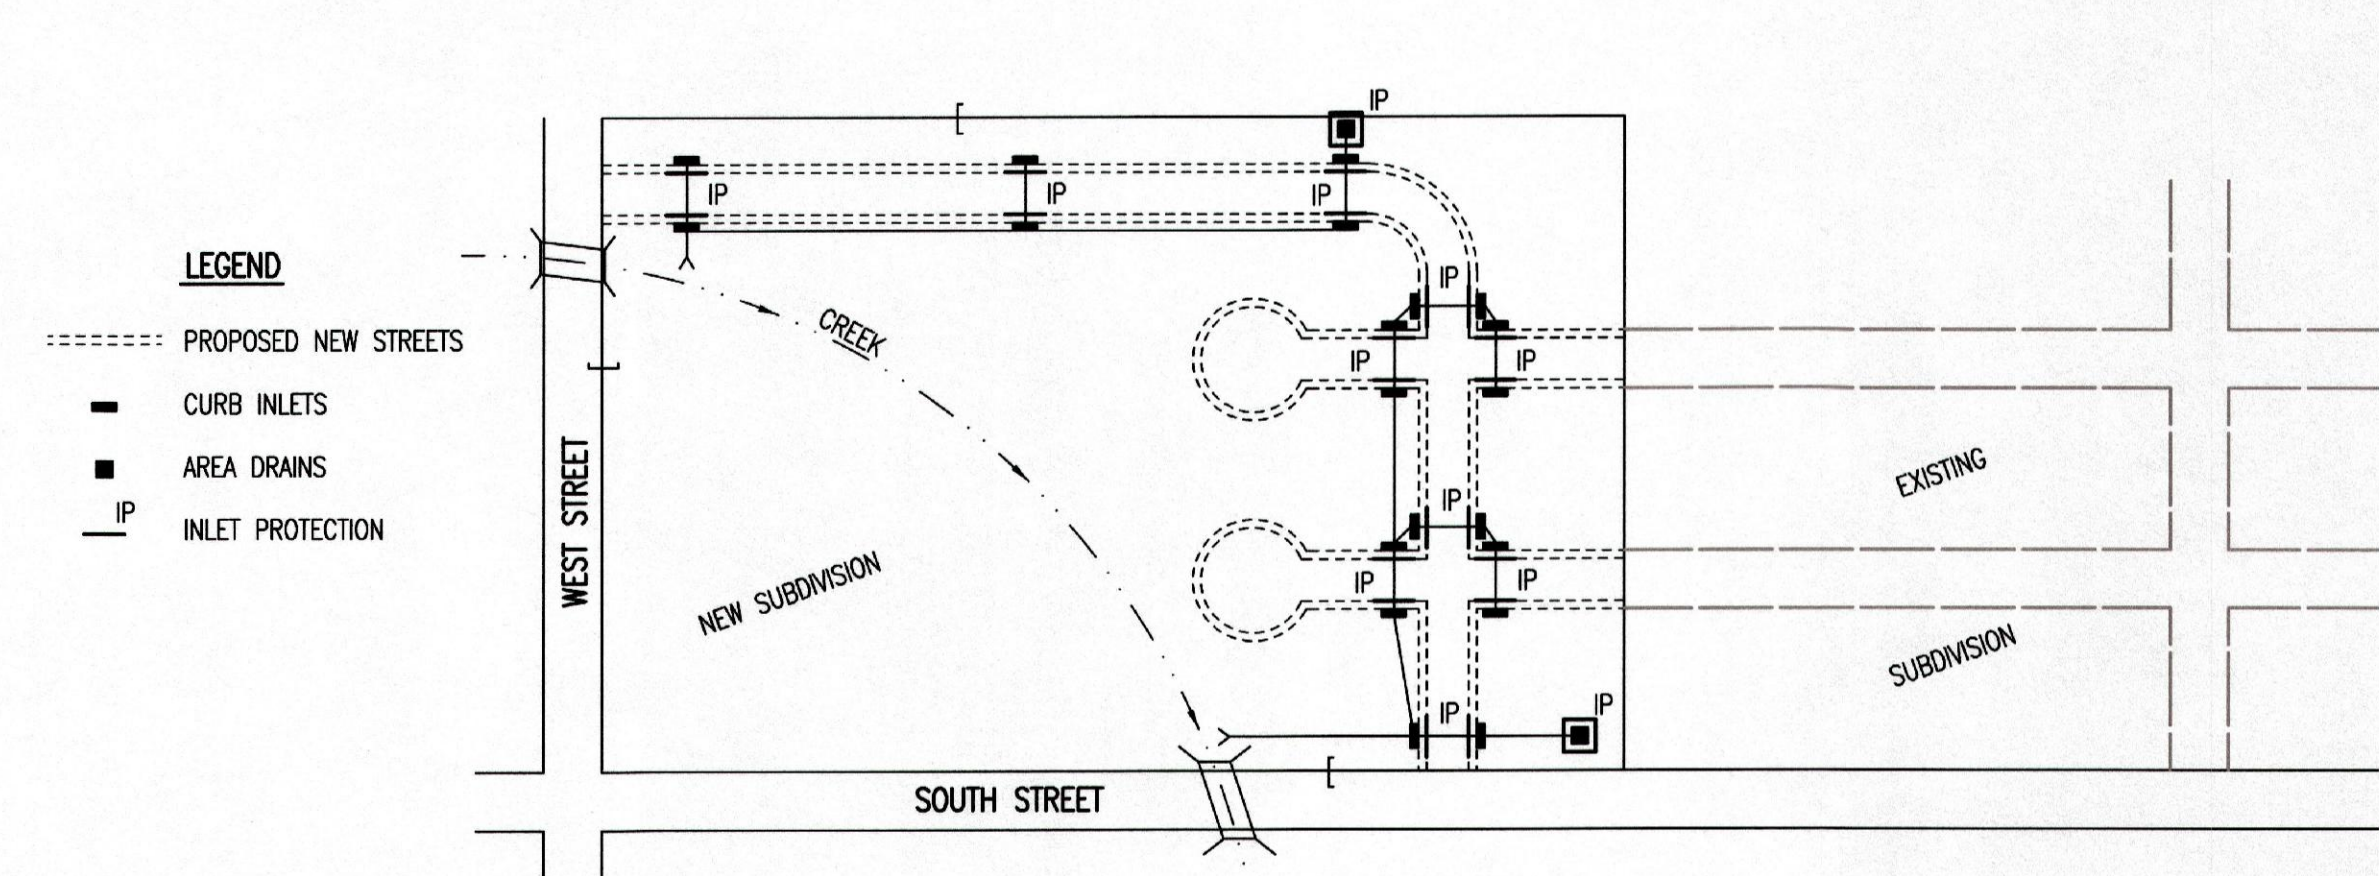 LEGEND
PROPOSED NEW STREETS
CURB INLETS
AREA DRAINS
IP
INLET PROTECTION
WEST STREET
SOUTH STREET
CREEK
NEW SUBDIVISION
EXISTING
SUBDIVISION
IP
IP
IP
IP
IP
IP
IP
IP
IP
IP
IP
IP